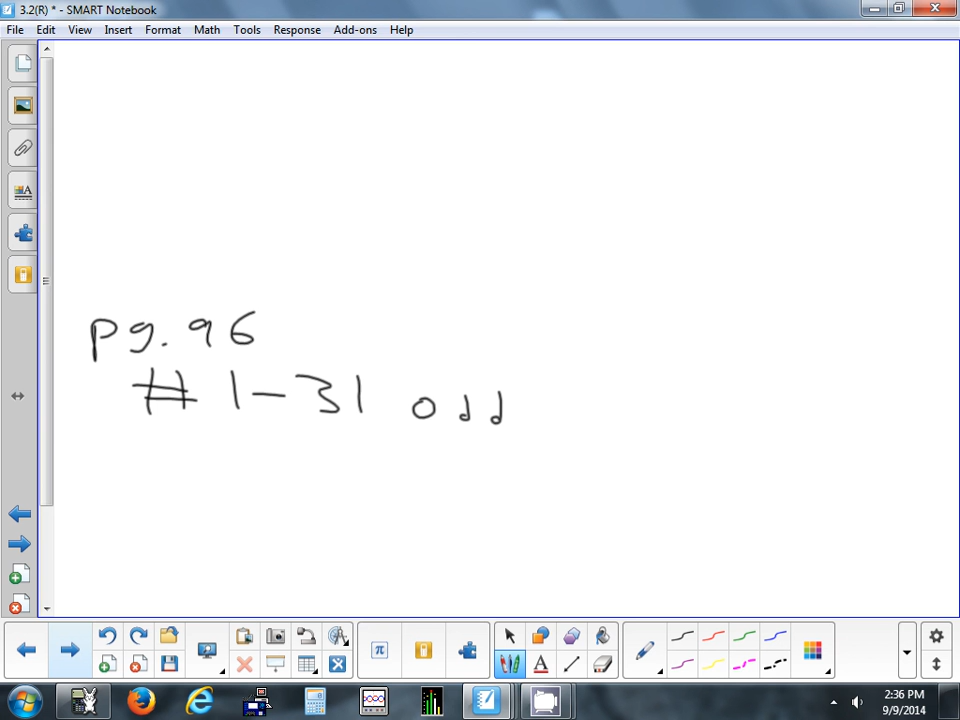 3.2(R) * - SMART Notebook
File Edit View Insert Format Math Tools Response Add-ons Help
pg. 96
# 1-31 odd
2:36 PM
9/9/2014